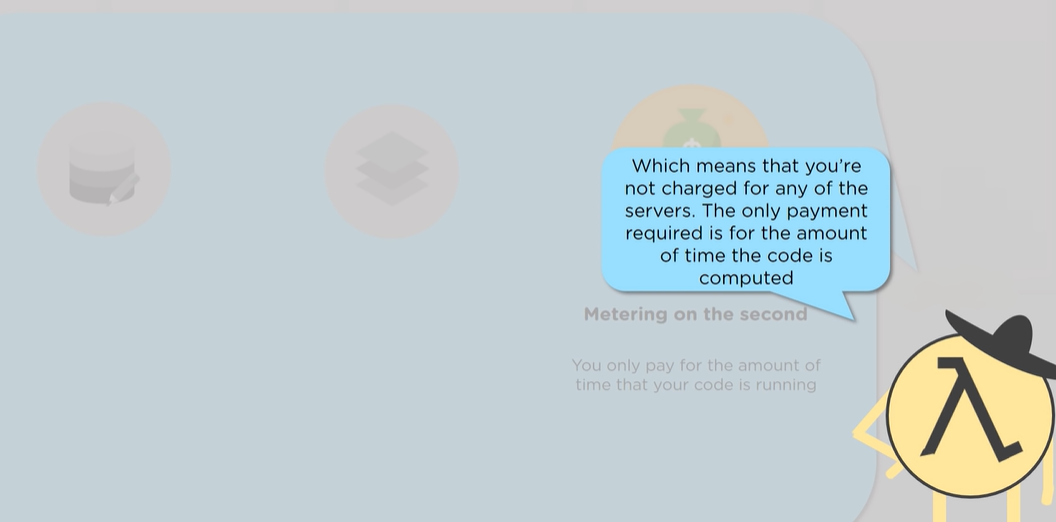 Which means that you’re
not charged for any of the
servers. The only payment
required is for the amount
of time the code is
computed
Metering on the second
You only pay for the amount of
time that your code is running
λ